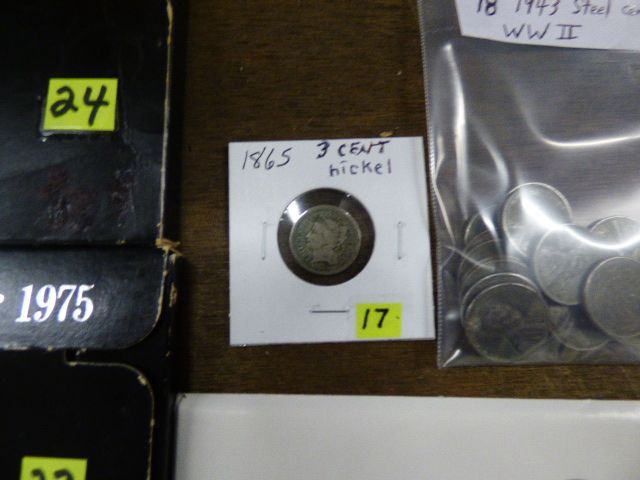 18 1943 Steel
WW II
24
1865 3 CENT
nickel
1975
17